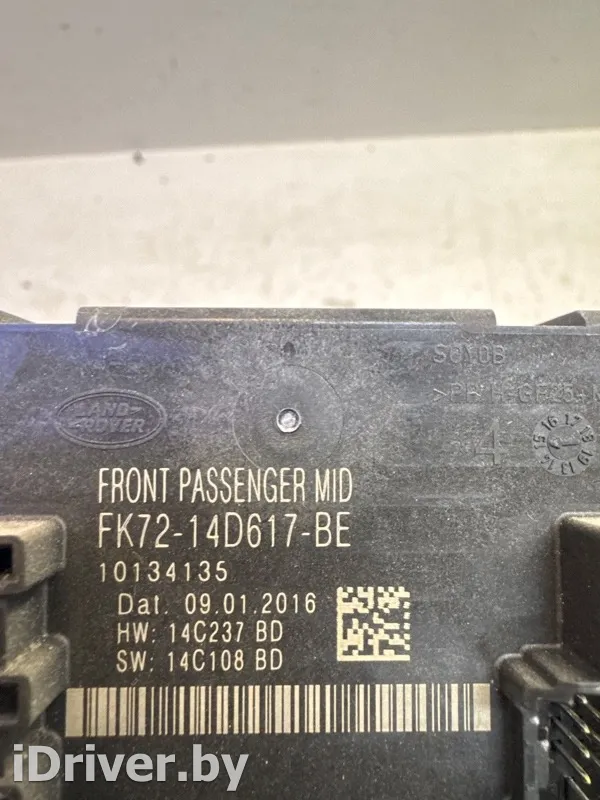 LAND-
ROVER
FRONT PASSENGER MID
FK72-14D617-BE
10134135
Dat. 09.01.2016
HW: 14C237 BD
SW: 14C108 BD
4
iDriver.by